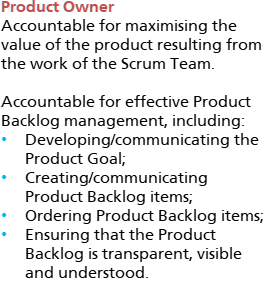 Product Owner
Accountable for maximising the
value of the product resulting from
the work of the Scrum Team.

Accountable for effective Product
Backlog management, including:
• Developing/communicating the
Product Goal;
• Creating/communicating
Product Backlog items;
• Ordering Product Backlog items;
• Ensuring that the Product
Backlog is transparent, visible
and understood.